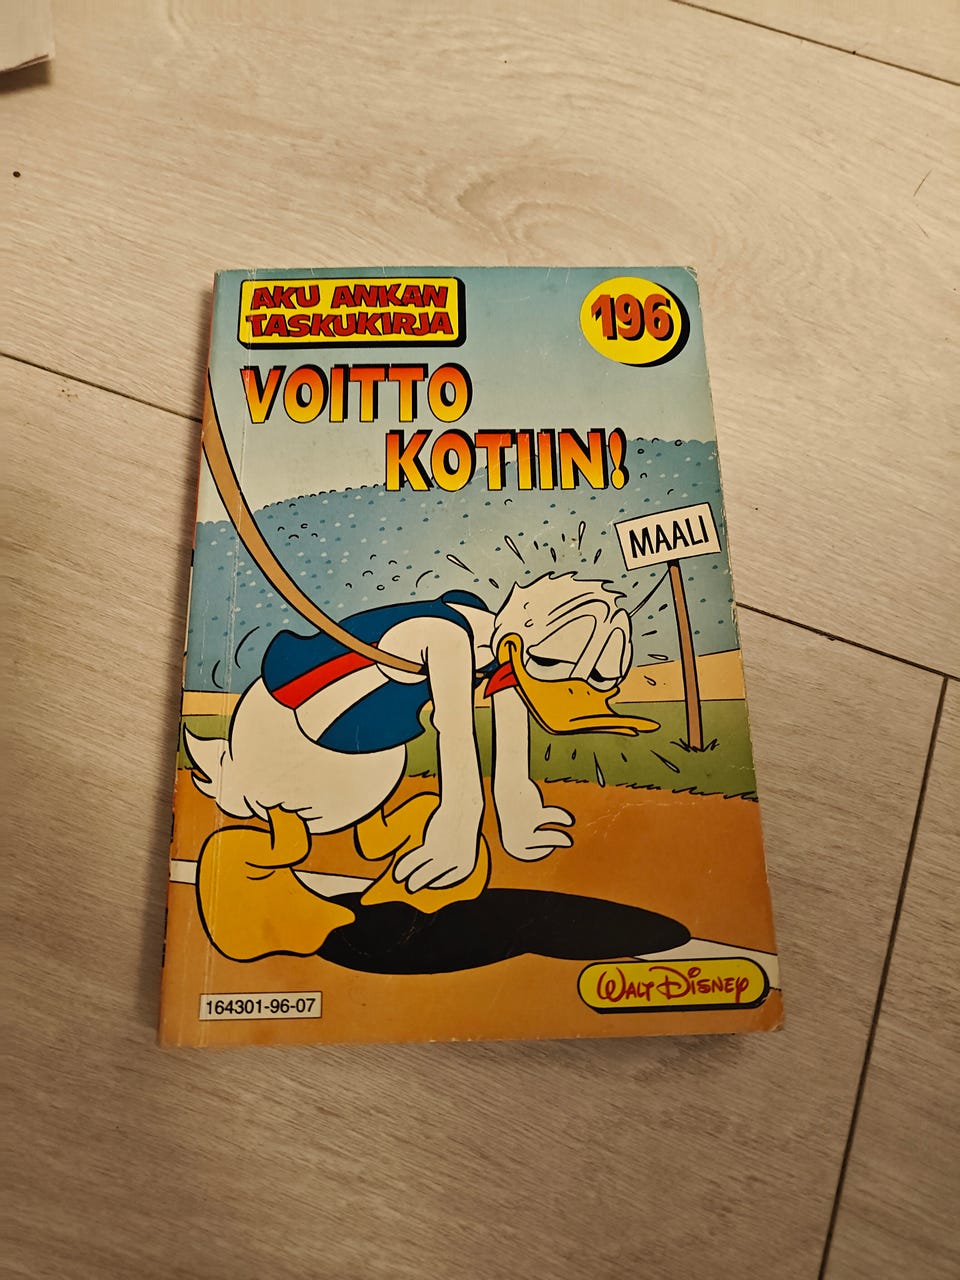 AKU ANKAN
TASKUKIRJA
196
VOITTO
KOTIIN!
MAALI
WALT DISNEY
164301-96-07